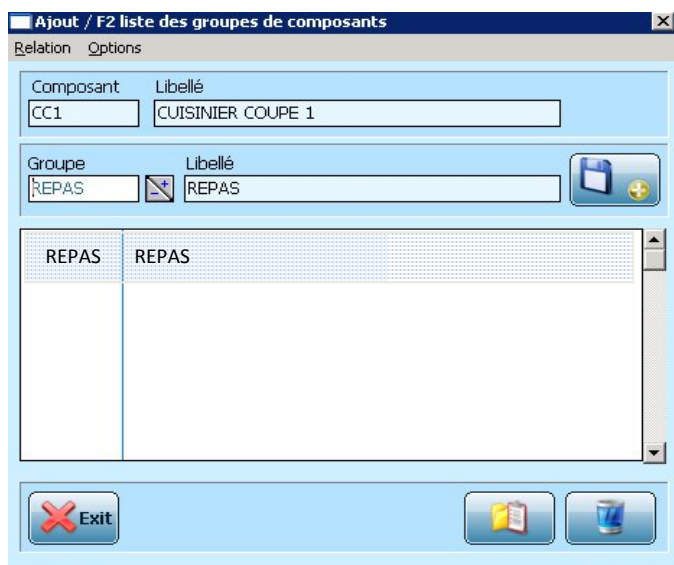 Ajout / F2 liste des groupes de composants
Relation Options
Composant Libellé
CC1 CUISINIER COUPE 1
Groupe Libellé
REPAS REPAS
REPAS REPAS
Exit